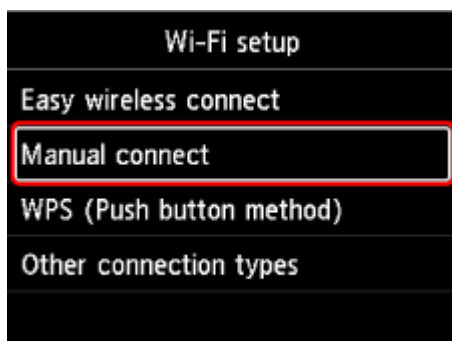 Wi-Fi setup
Easy wireless connect
Manual connect
WPS (Push button method)
Other connection types